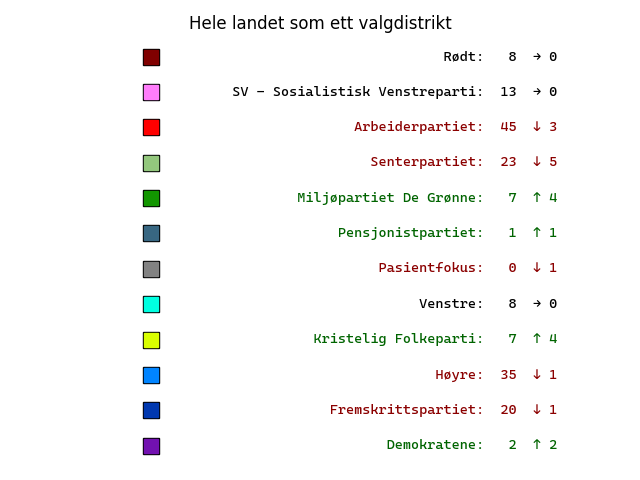 Hele landet som ett valgdistrikt
Rødt: 8 → 0
SV – Sosialistisk Venstreparti: 13 → 0
Arbeiderpartiet: 45 ↓ 3
Senterpartiet: 23 ↓ 5
Miljøpartiet De Grønne: 7 ↑ 4
Pensjonistpartiet: 1 ↑ 1
Pasientfokus: 0 ↓ 1
Venstre: 8 → 0
Kristelig Folkeparti: 7 ↑ 4
Høyre: 35 ↓ 1
Fremskrittspartiet: 20 ↓ 1
Demokratene: 2 ↑ 2